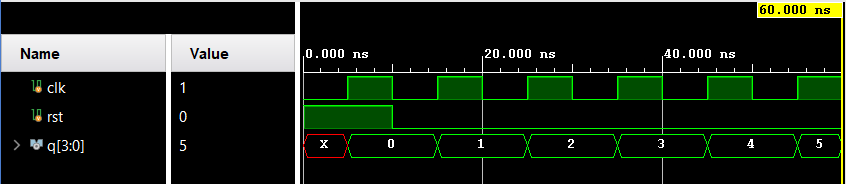 60.000 ns
Name Value 0.000 ns 20.000 ns 40.000 ns
clk 1
rst 0
q[3:0] 5 X 0 1 2 3 4 5